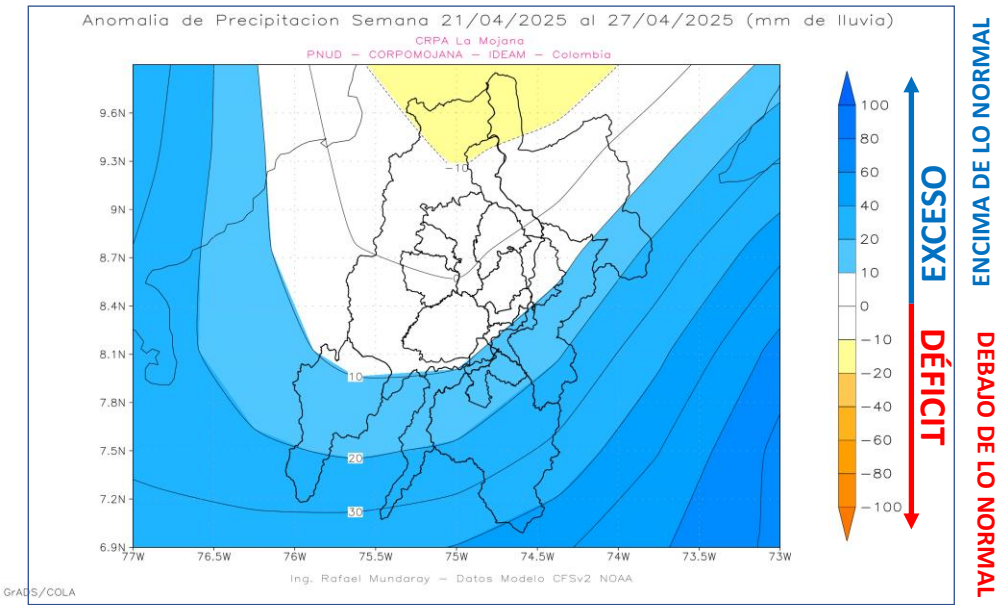 Anomalia de Precipitacion Semana 21/04/2025 al 27/04/2025 (mm de lluvia)
CRPA La Mojana
PNUD – CORPOMOJANA – IDEAM – Colombia
9.6N
9.3N
9N
8.7N
8.4N
8.1N
7.8N
7.5N
7.2N
6.9N
77W
76.5W
76W
75.5W
75W
74.5W
74W
73.5W
73W
-10
0
10
20
30
100
80
60
40
20
10
0
-10
-20
-40
-60
-80
-100
EXCESO
DÉFICIT
ENCIMA DE LO NORMAL
DEBAJO DE LO NORMAL
Ing. Rafael Mundaray – Datos Modelo CFSv2 NOAA
GrADS/COLA